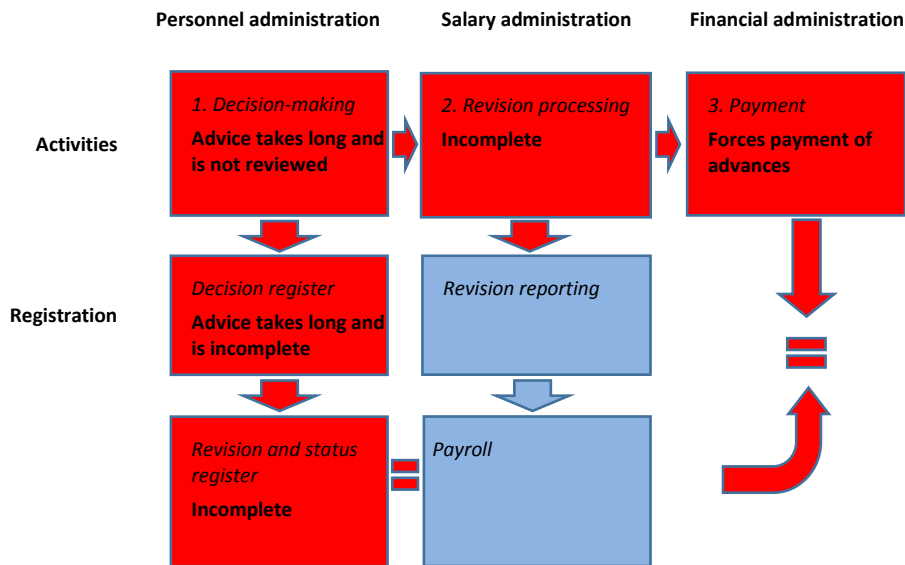 Personnel administration
Salary administration
Financial administration
Activities
1. Decision-making
Advice takes long and
is not reviewed
2. Revision processing
Incomplete
3. Payment
Forces payment of
advances
Registration
Decision register
Advice takes long and
is incomplete
Revision reporting
Revision and status
register
Incomplete
Payroll